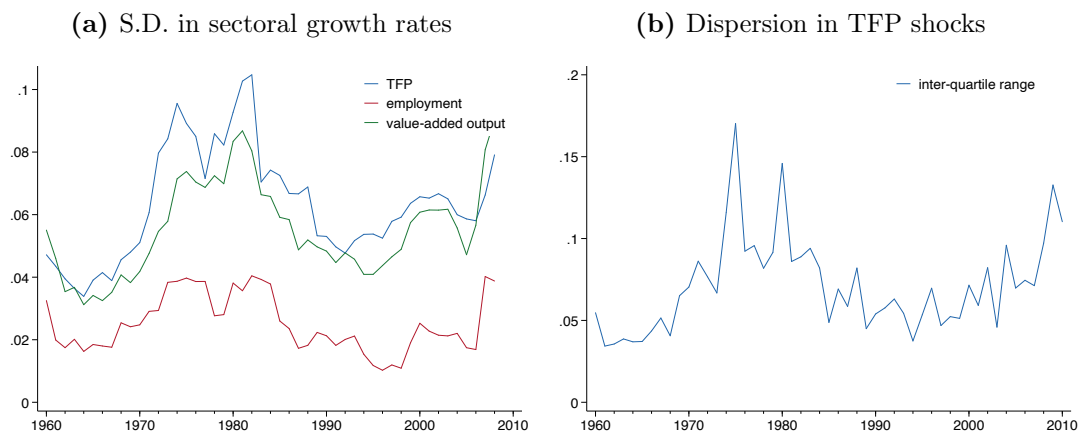 (a) S.D. in sectoral growth rates
TFP
employment
value-added output
.1
.08
.06
.04
.02
0
1960 1970 1980 1990 2000 2010
(b) Dispersion in TFP shocks
inter-quartile range
.2
.15
.1
.05
0
1960 1970 1980 1990 2000 2010